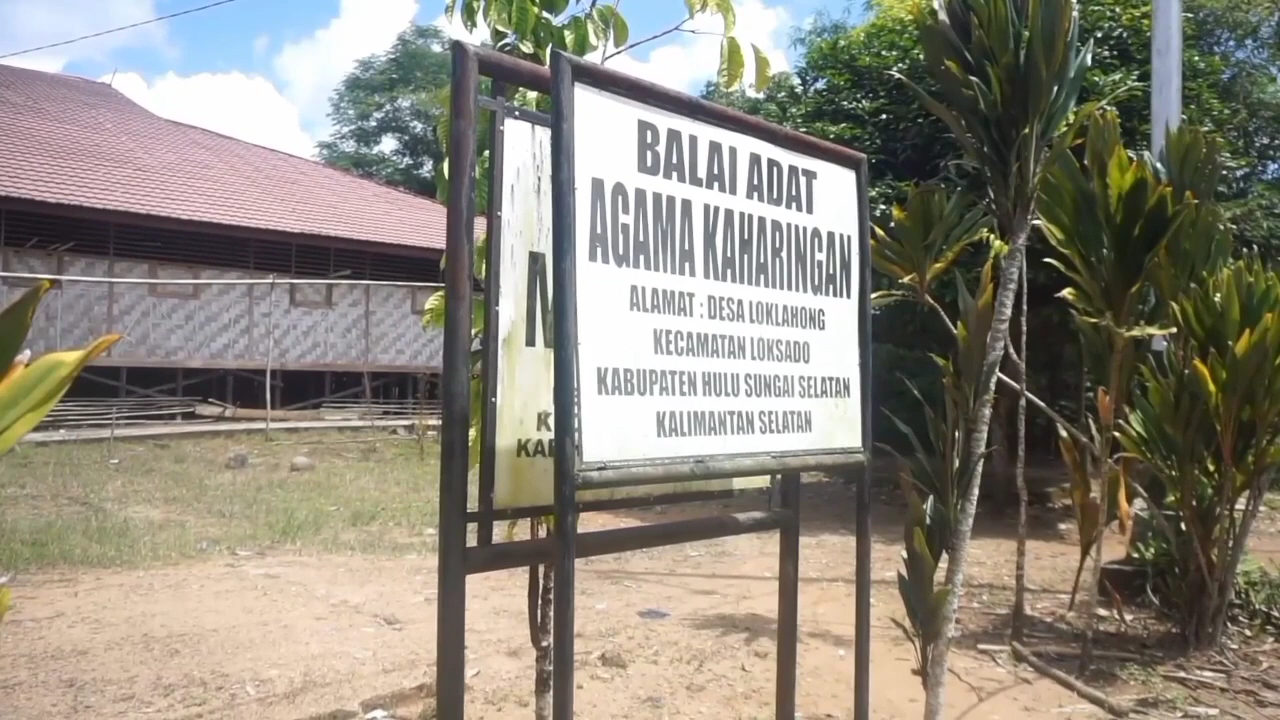 BALAI ADAT
AGAMA KAHARINGAN
ALAMAT : DESA LOKLAHONG
KECAMATAN LOKSADO
KABUPATEN HULU SUNGAI SELATAN
KALIMANTAN SELATAN